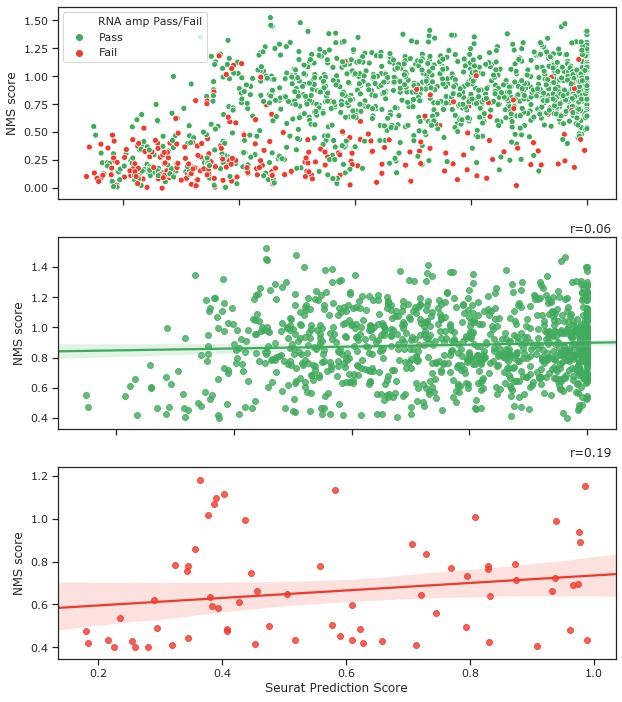 RNA amp Pass/Fail
Pass
Fail
NMS score
1.50
1.25
1.00
0.75
0.50
0.25
0.00
r=0.06
NMS score
1.4
1.2
1.0
0.8
0.6
0.4
r=0.19
NMS score
1.2
1.0
0.8
0.6
0.4
0.2 0.4 0.6 0.8 1.0
Seurat Prediction Score